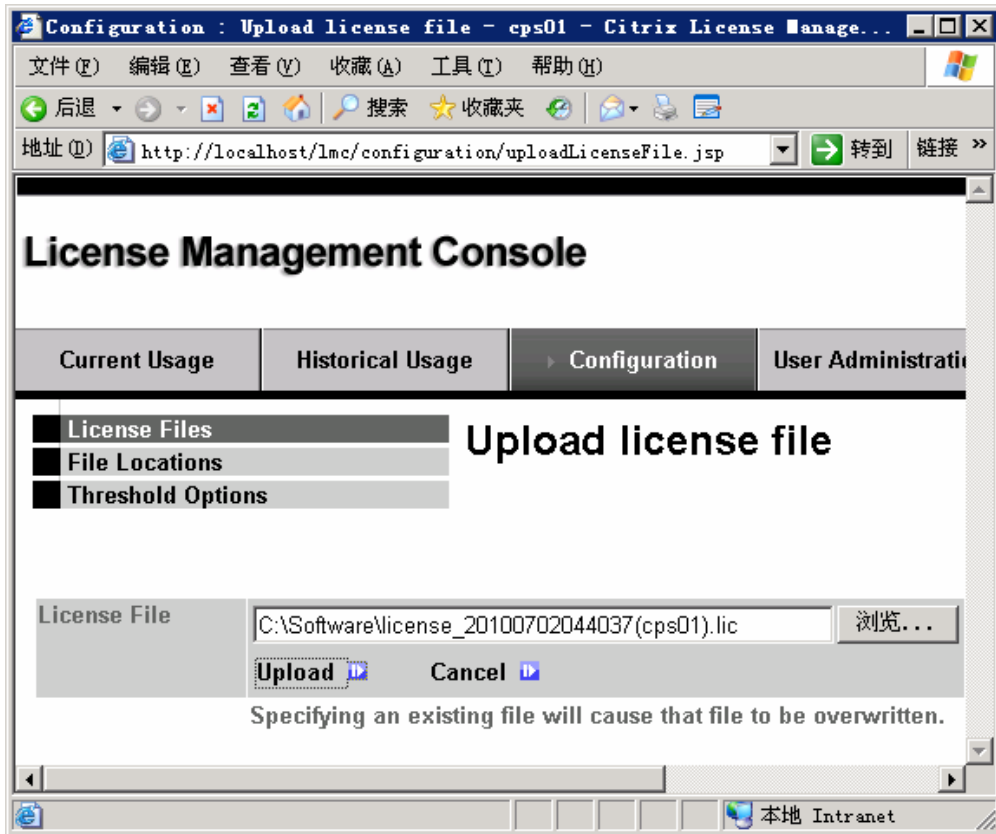 Configuration : Upload license file - cps01 - Citrix License Manage...
文件(F) 编辑(E) 查看(V) 收藏(A) 工具(T) 帮助(H)
后退 搜索 收藏夹
地址(D) http://localhost/lmc/configuration/uploadLicenseFile.jsp 转到 链接 »
License Management Console
Current Usage Historical Usage Configuration User Administratio
License Files
File Locations
Threshold Options
Upload license file
License File C:\Software\license_20100702044037(cps01).lic 浏览...
Upload Cancel
Specifying an existing file will cause that file to be overwritten.
本地 Intranet